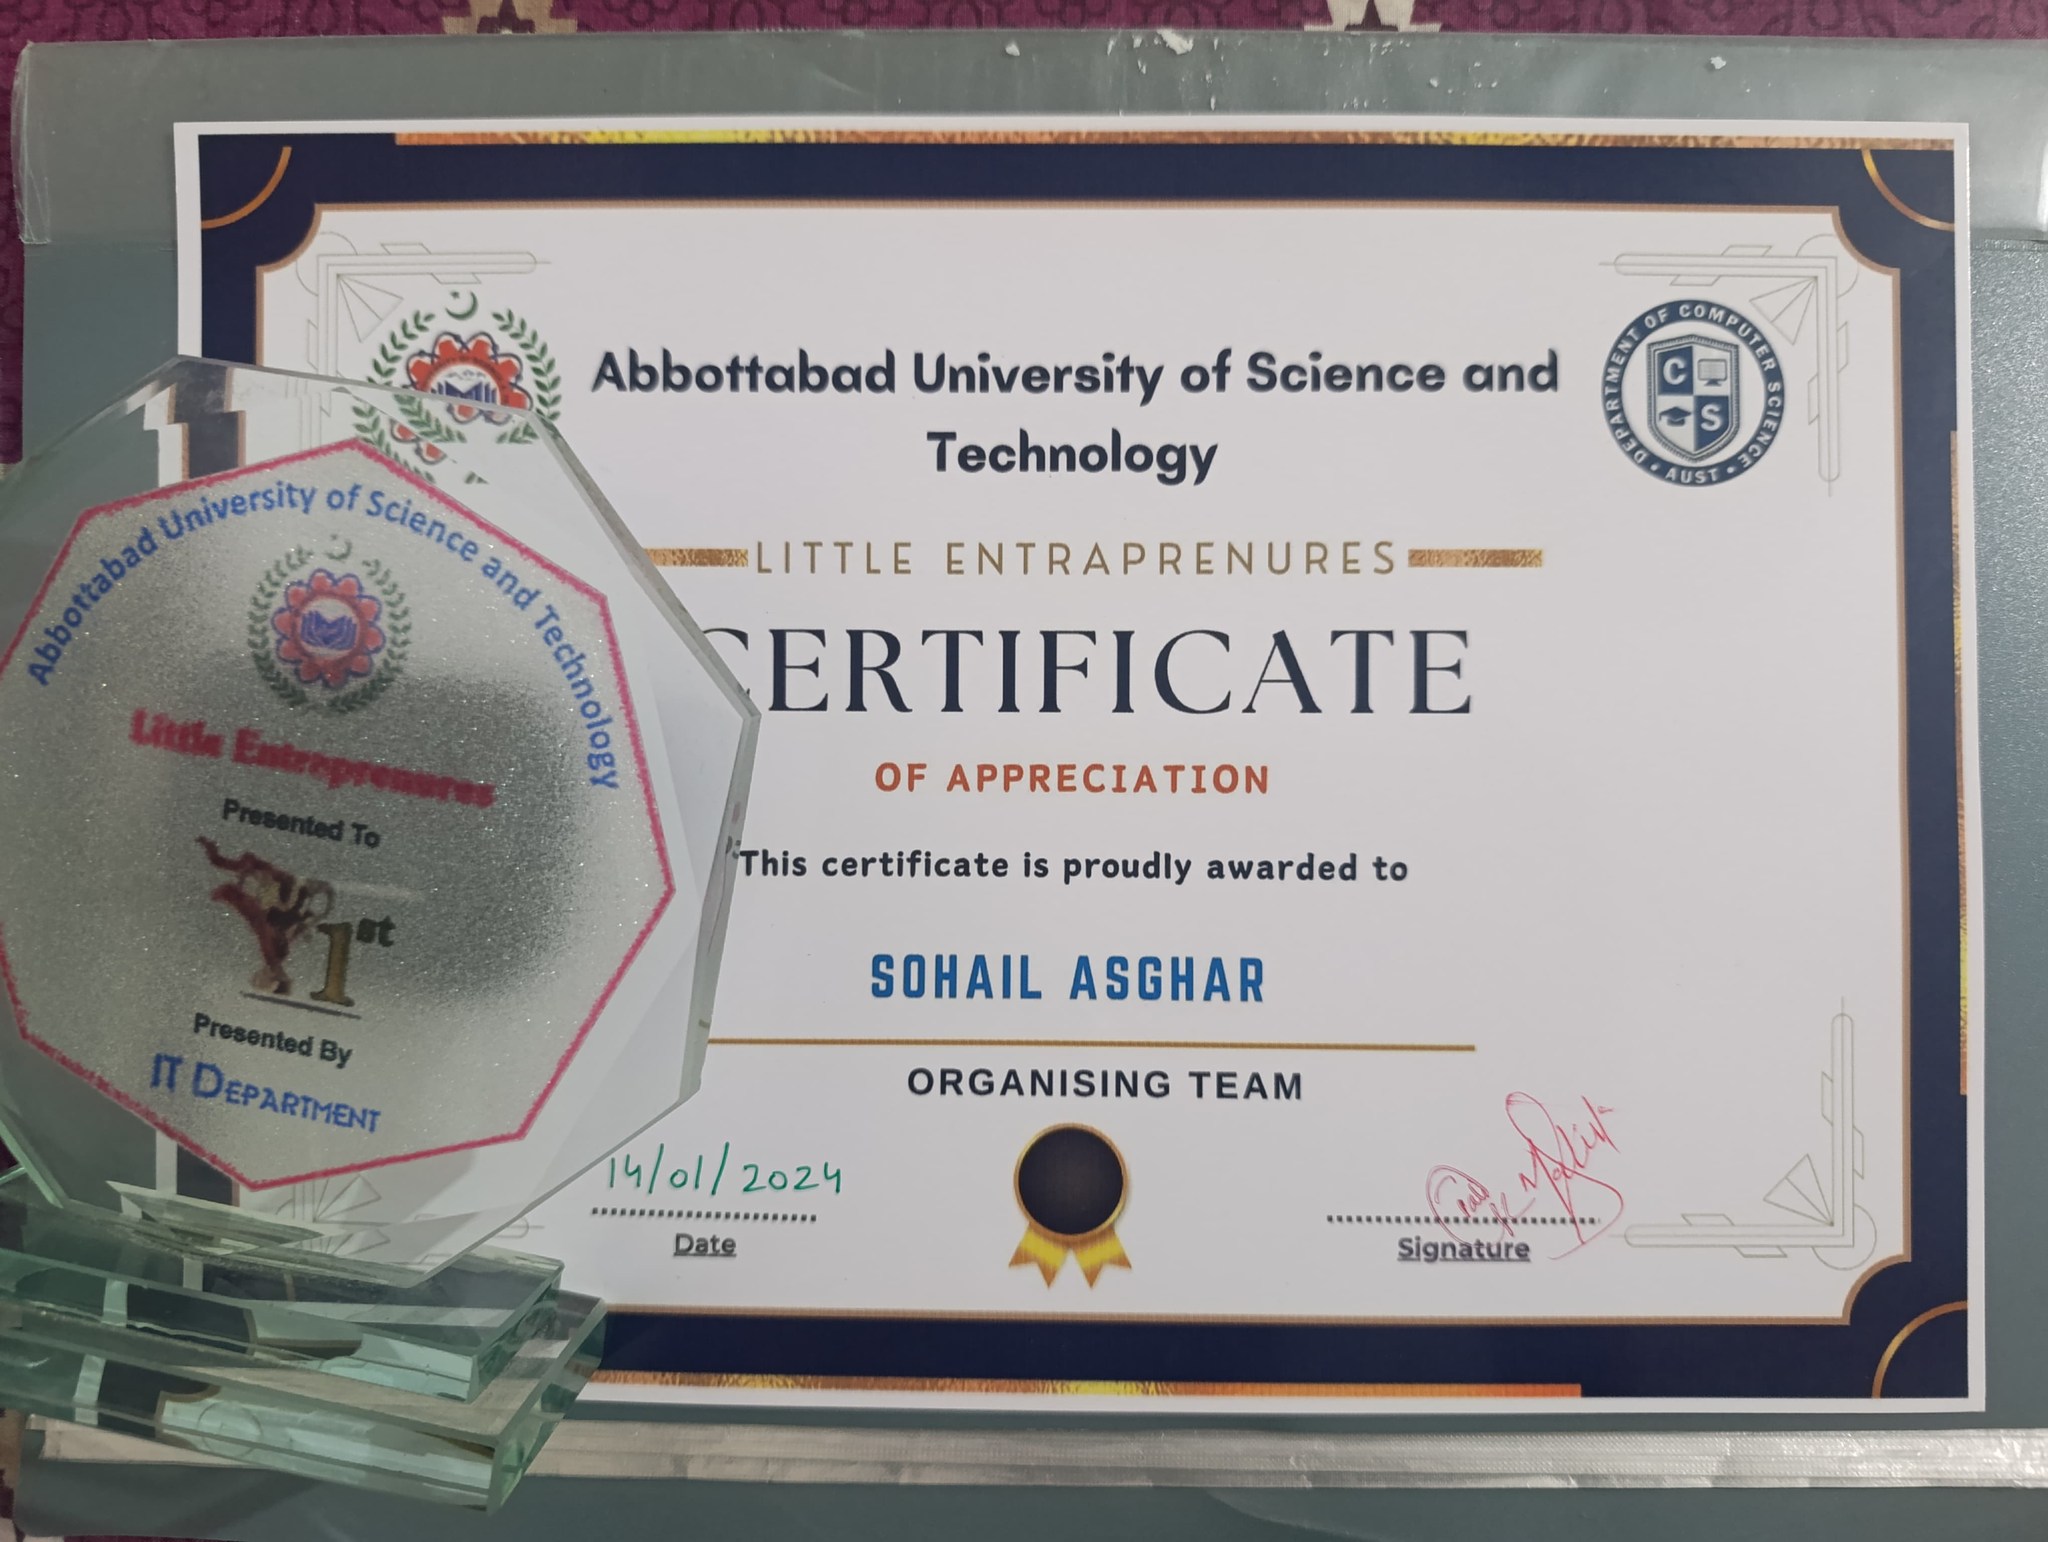 Abbottabad University of Science and
Technology
DEPARTMENT OF COMPUTER SCIENCE
C
S
AUST
LITTLE ENTRAPRENURES
CERTIFICATE
OF APPRECIATION
This certificate is proudly awarded to
SOHAIL ASGHAR
ORGANISING TEAM
14/01/2024
Date
Signature
Abbottabad University of Science and Technology
Little Entraprenures
Presented To
1st
Presented By
IT DEPARTMENT